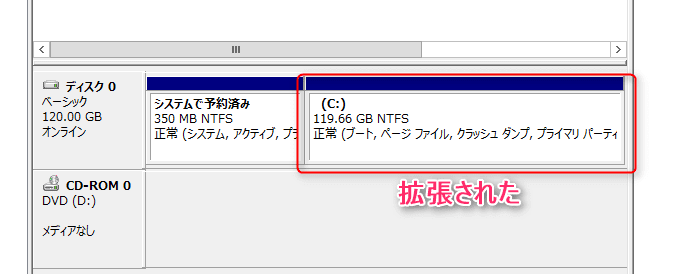 ディスク 0
ベーシック
120.00 GB
オンライン
システムで予約済み
350 MB NTFS
正常 (システム, アクティブ, プラ
(C:)
119.66 GB NTFS
正常 (ブート, ページ ファイル, クラッシュ ダンプ, プライマリ パーティ
CD-ROM 0
DVD (D:)
メディアなし
拡張された